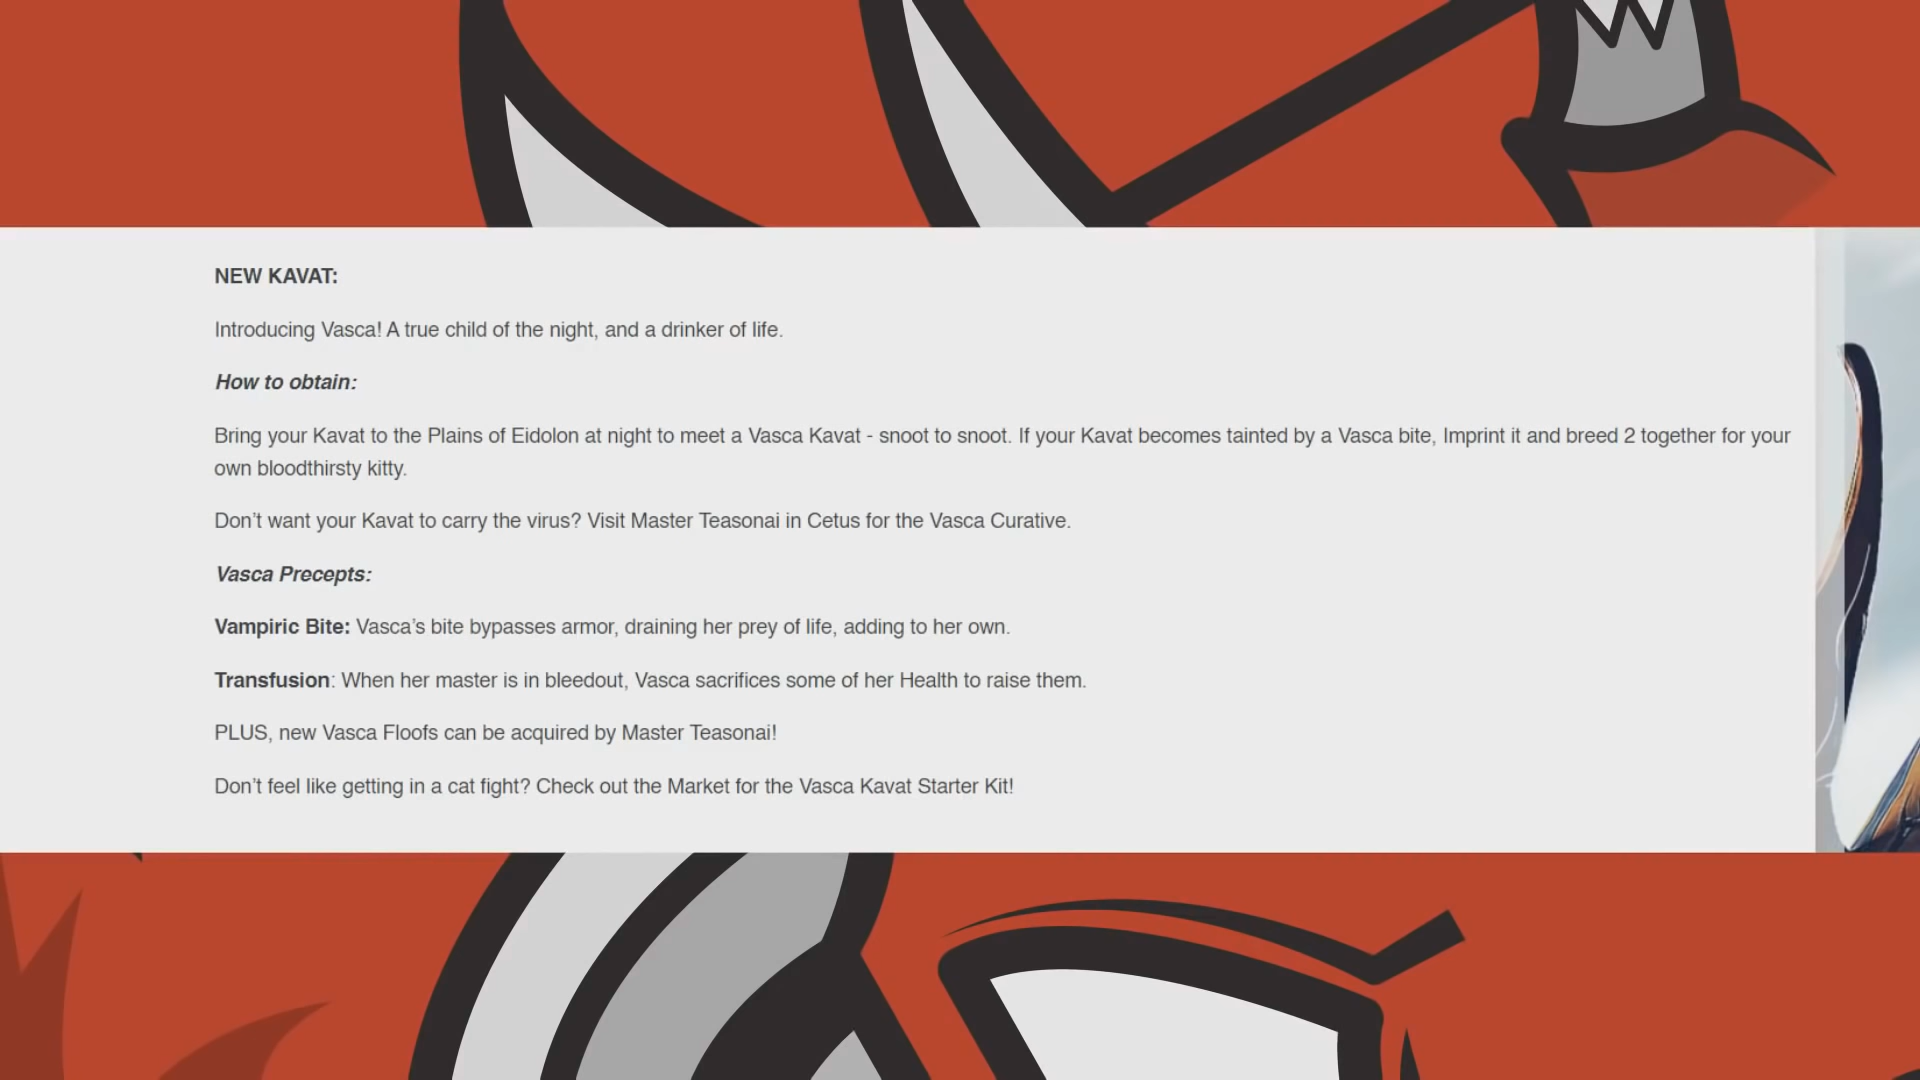 NEW KAVAT:
Introducing Vasca! A true child of the night, and a drinker of life.
How to obtain:
Bring your Kavat to the Plains of Eidolon at night to meet a Vasca Kavat - snoot to snoot. If your Kavat becomes tainted by a Vasca bite, Imprint it and breed 2 together for your
own bloodthirsty kitty.
Don’t want your Kavat to carry the virus? Visit Master Teasonai in Cetus for the Vasca Curative.
Vasca Precepts:
Vampiric Bite: Vasca’s bite bypasses armor, draining her prey of life, adding to her own.
Transfusion: When her master is in bleedout, Vasca sacrifices some of her Health to raise them.
PLUS, new Vasca Floofs can be acquired by Master Teasonai!
Don’t feel like getting in a cat fight? Check out the Market for the Vasca Kavat Starter Kit!